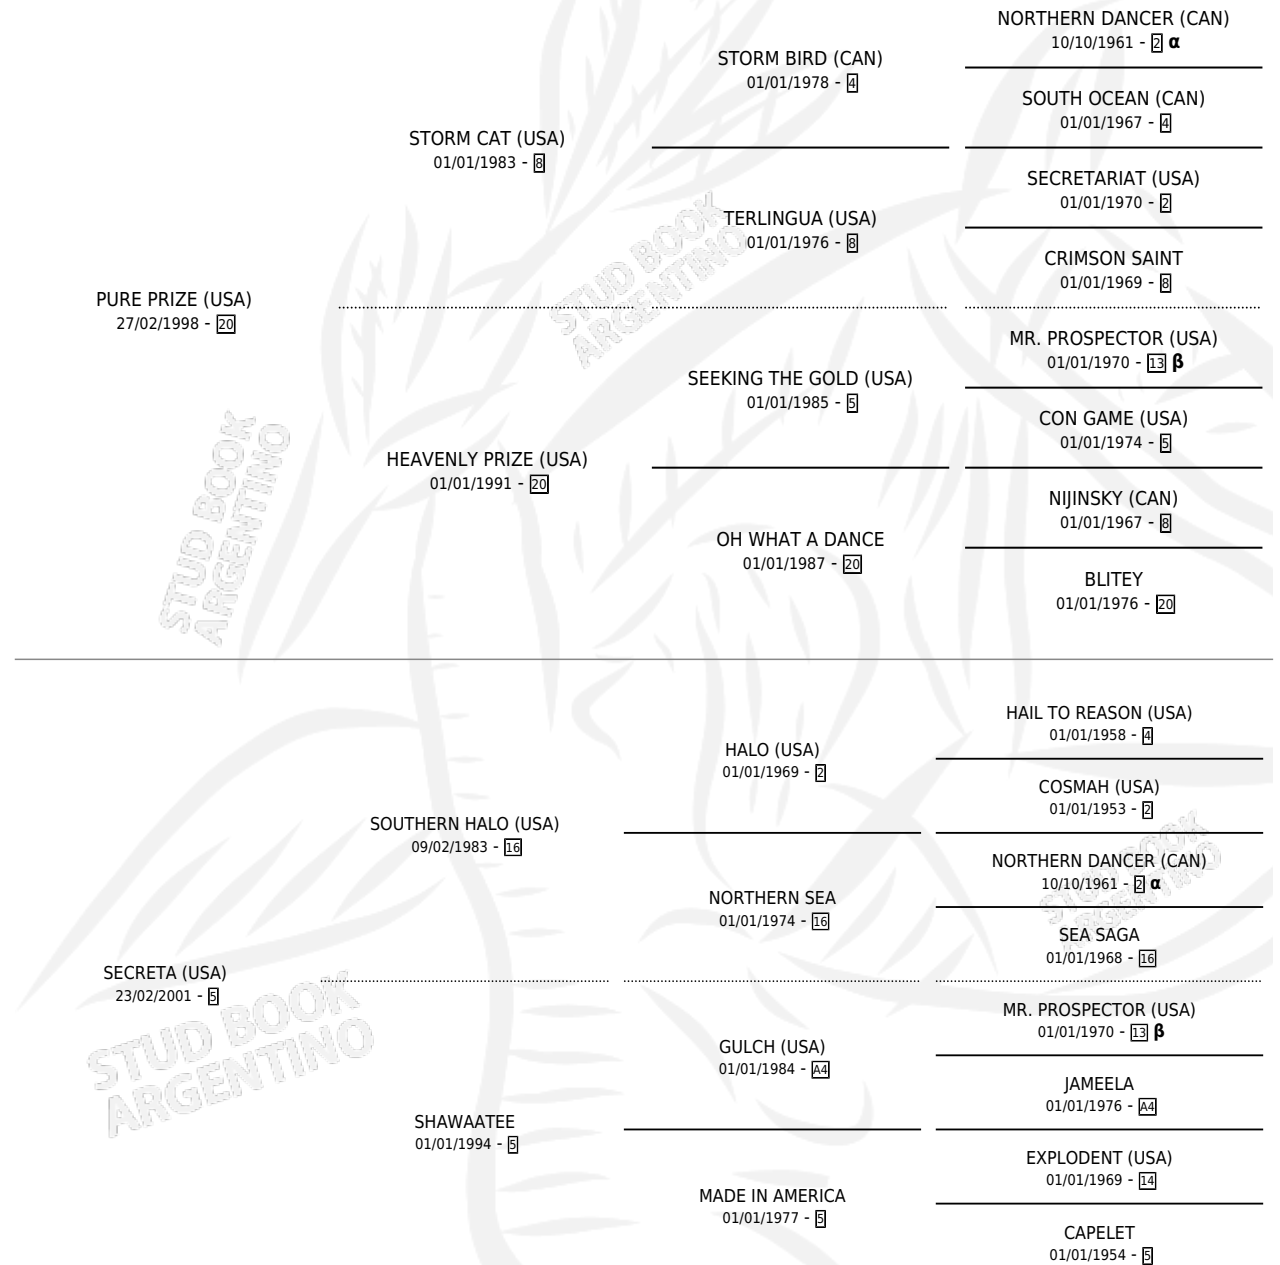 NORTHERN DANCER (CAN)
10/10/1961 - 2 α
STORM BIRD (CAN)
01/01/1978 - 4
SOUTH OCEAN (CAN)
01/01/1967 - 4
STORM CAT (USA)
01/01/1983 - 8
SECRETARIAT (USA)
01/01/1970 - 2
TERLINGUA (USA)
01/01/1976 - 8
CRIMSON SAINT
01/01/1969 - 8
PURE PRIZE (USA)
27/02/1998 - 20
MR. PROSPECTOR (USA)
01/01/1970 - 13 β
SEEKING THE GOLD (USA)
01/01/1985 - 5
CON GAME (USA)
01/01/1974 - 5
HEAVENLY PRIZE (USA)
01/01/1991 - 20
NIJINSKY (CAN)
01/01/1967 - 8
OH WHAT A DANCE
01/01/1987 - 20
BLITEY
01/01/1976 - 20
HAIL TO REASON (USA)
01/01/1958 - 4
HALO (USA)
01/01/1969 - 2
COSMAH (USA)
01/01/1953 - 2
SOUTHERN HALO (USA)
09/02/1983 - 16
NORTHERN DANCER (CAN)
10/10/1961 - 2 α
NORTHERN SEA
01/01/1974 - 16
SEA SAGA
01/01/1968 - 16
SECRETA (USA)
23/02/2001 - 5
MR. PROSPECTOR (USA)
01/01/1970 - 13 β
GULCH (USA)
01/01/1984 - A4
JAMEELA
01/01/1976 - A4
SHAWAATEE
01/01/1994 - 5
EXPLODENT (USA)
01/01/1969 - 14
MADE IN AMERICA
01/01/1977 - 5
CAPELET
01/01/1954 - 5
STUD BOOK
ARGENTINO
STUD BOOK
ARGENTINO
STUD BOOK
ARGENTINO
STUD BOOK
ARGENTINO